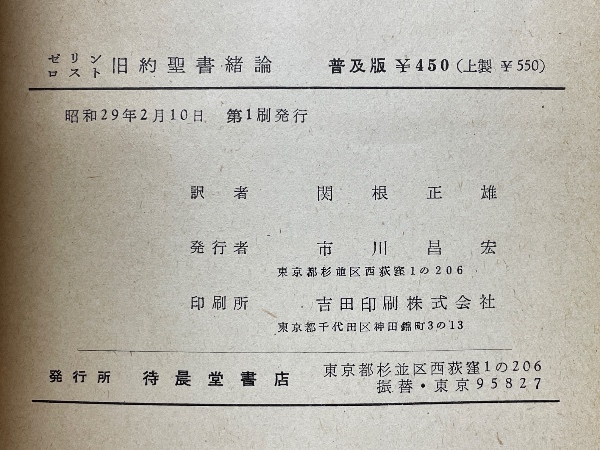 ゼリン
ロスト 旧約聖書緒論 普及版 ¥450（上製 ¥550）
昭和29年2月10日 第1刷発行
訳者 関根正雄
発行者 市川昌宏
東京都杉並区西荻窪1の206
印刷所 吉田印刷株式会社
東京都千代田区神田錦町3の13
発行所 待晨堂書店 東京都杉並区西荻窪1の206
振替・東京95827